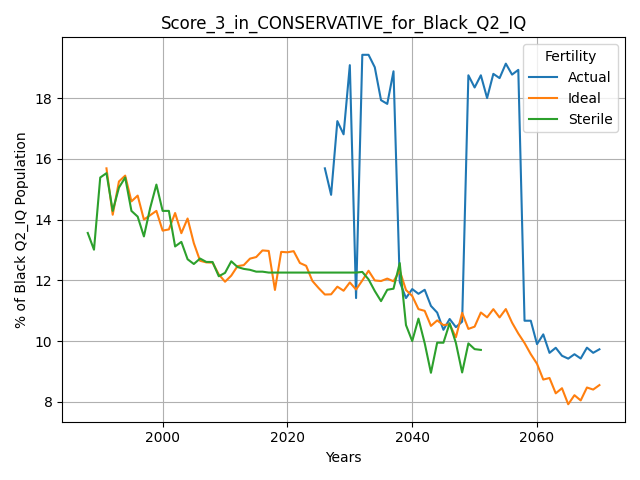 Score_3_in_CONSERVATIVE_for_Black_Q2_IQ
Fertility
Actual
Ideal
Sterile
% of Black Q2_IQ Population
18
16
14
12
10
8
2000
2020
2040
2060
Years